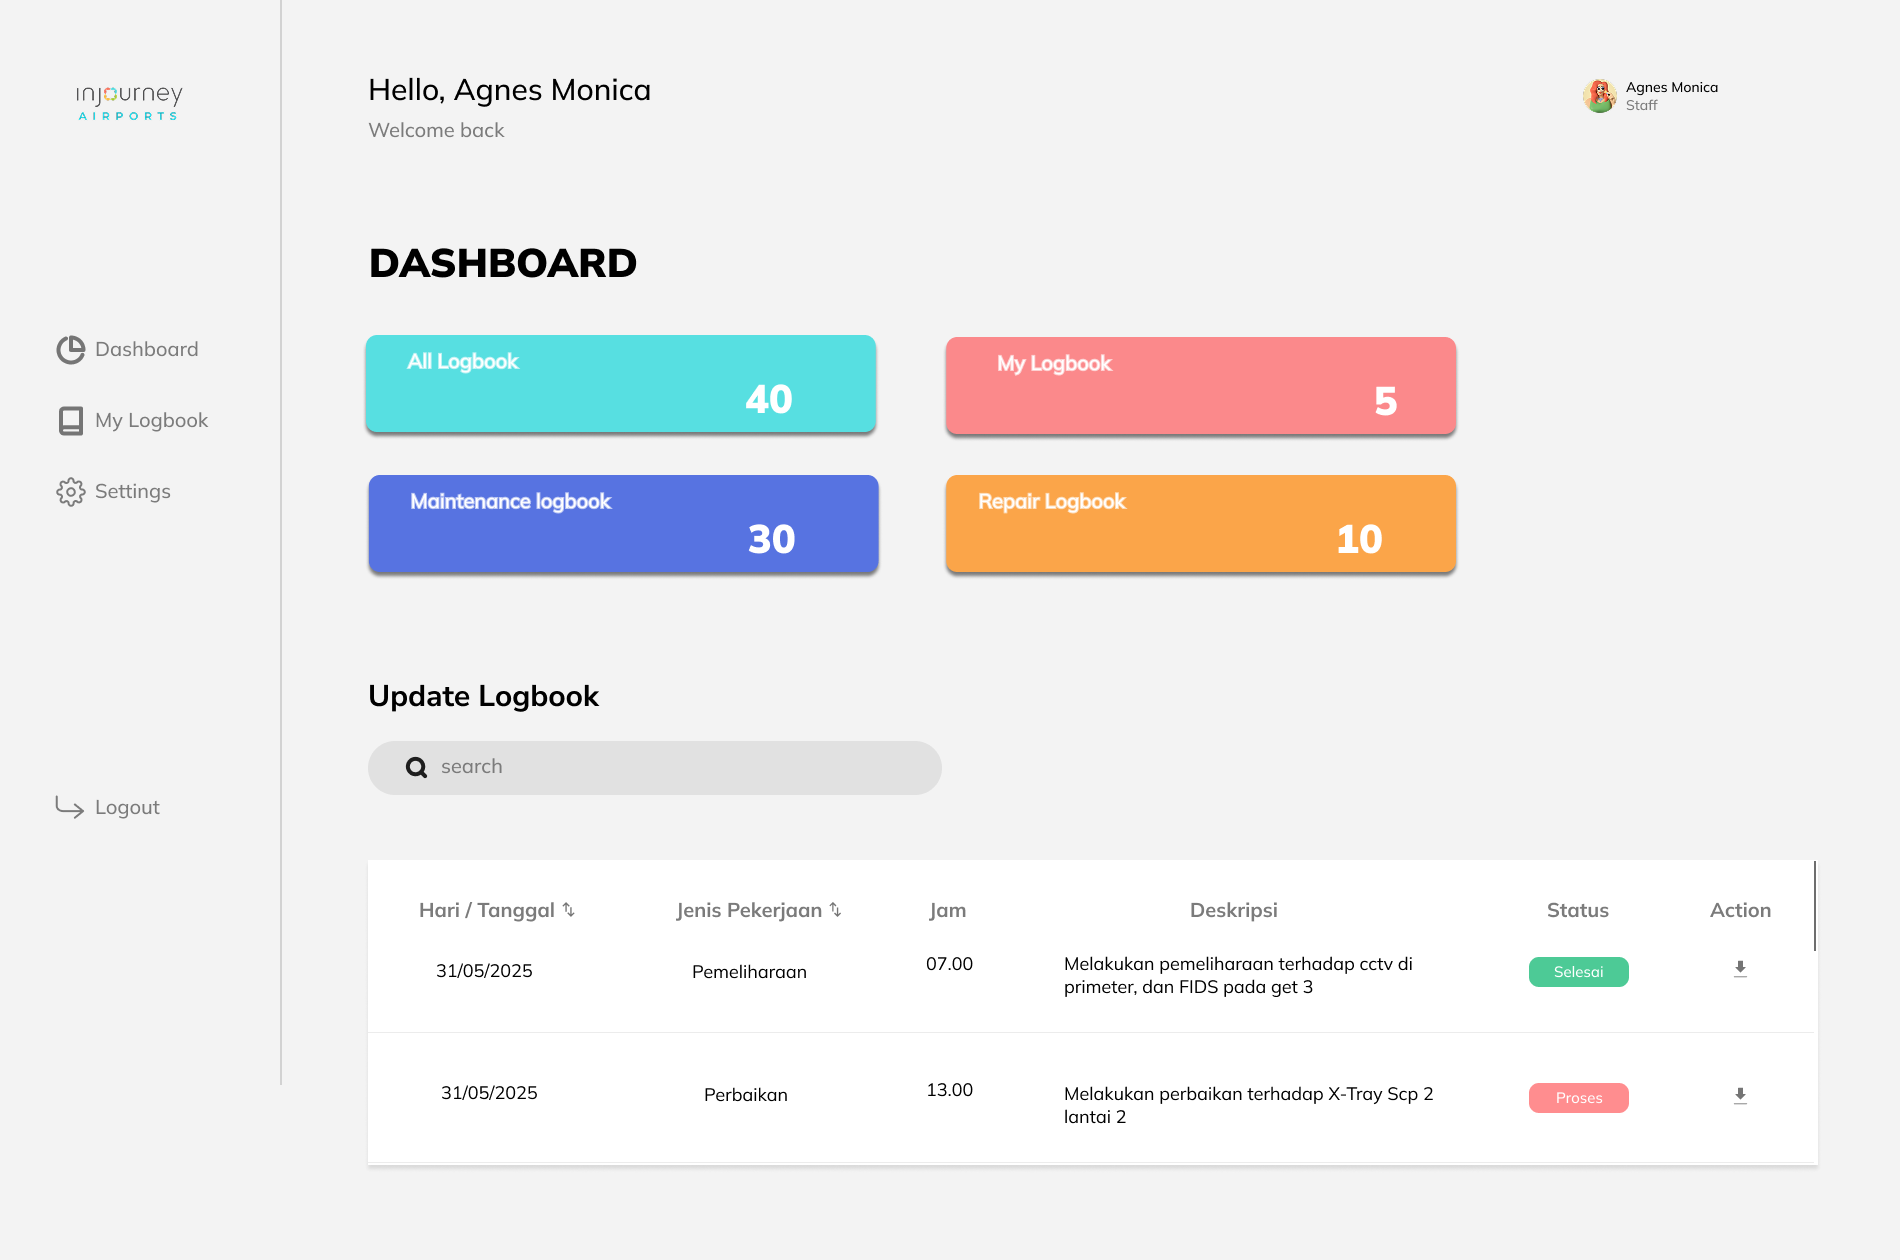 injourney
AIRPORTS
Hello, Agnes Monica
Welcome back
Agnes Monica
Staff
Dashboard
My Logbook
Settings
Logout
DASHBOARD
All Logbook
40
My Logbook
5
Maintenance logbook
30
Repair Logbook
10
Update Logbook
search
Hari / Tanggal Jenis Pekerjaan Jam Deskripsi Status Action
31/05/2025 Pemeliharaan 07.00 Melakukan pemeliharaan terhadap cctv di
primeter, dan FIDS pada get 3
Selesai
31/05/2025 Perbaikan 13.00 Melakukan perbaikan terhadap X-Tray Scp 2
lantai 2
Proses